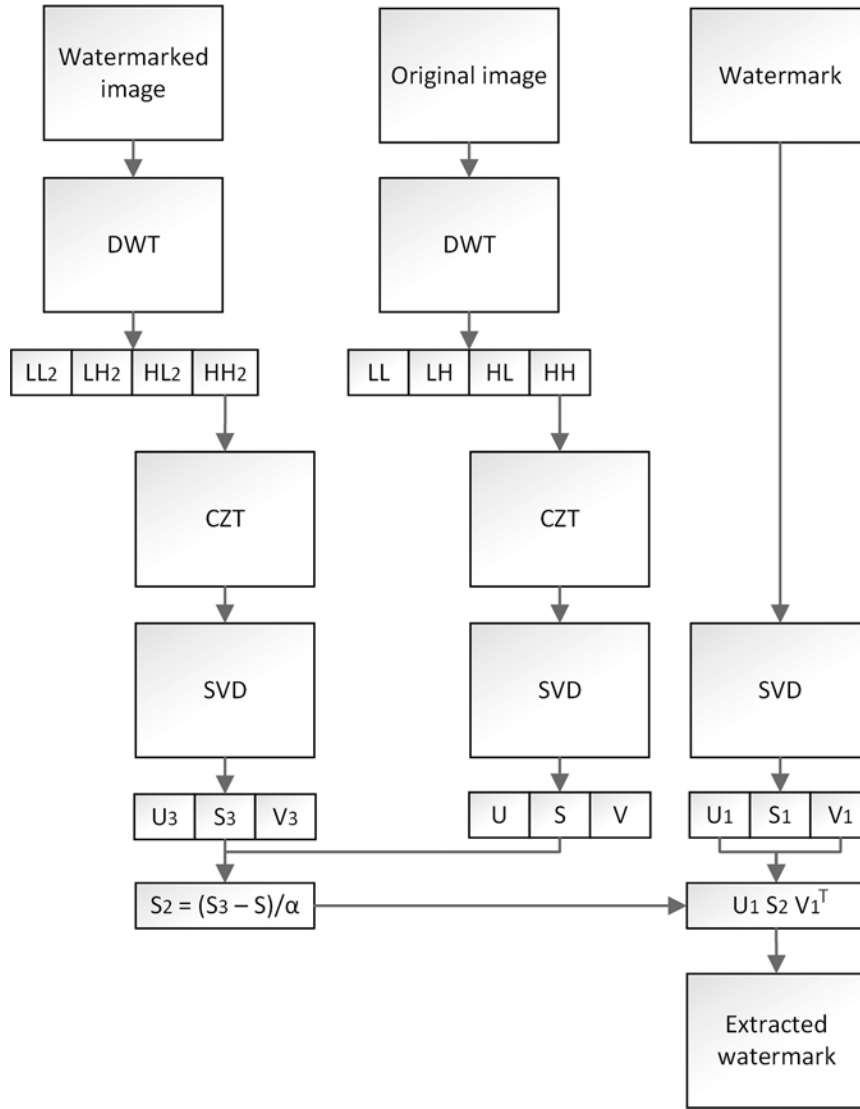 Watermarked
image
Original image
Watermark
DWT
DWT
LL2 LH2 HL2 HH2
LL LH HL HH
CZT
CZT
SVD
SVD
SVD
U3 S3 V3
U S V
U1 S1 V1
S2 = (S3 – S)/α
U1 S2 V1ᵀ
Extracted
watermark